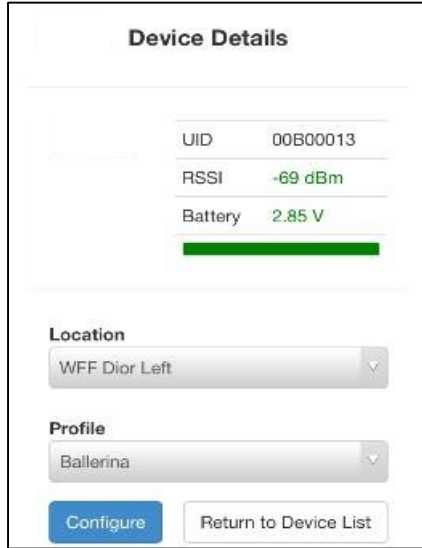 Device Details
UID 00B00013
RSSI -69 dBm
Battery 2.85 V
Location
WFF Dior Left
Profile
Ballerina
Configure Return to Device List